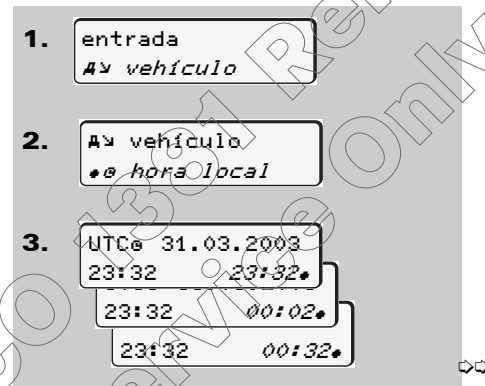 1. entrada
vehículo
2. vehículo
hora local
3. UTC 31.03.2003
23:32 23:32
23:32 00:02
23:32 00:32